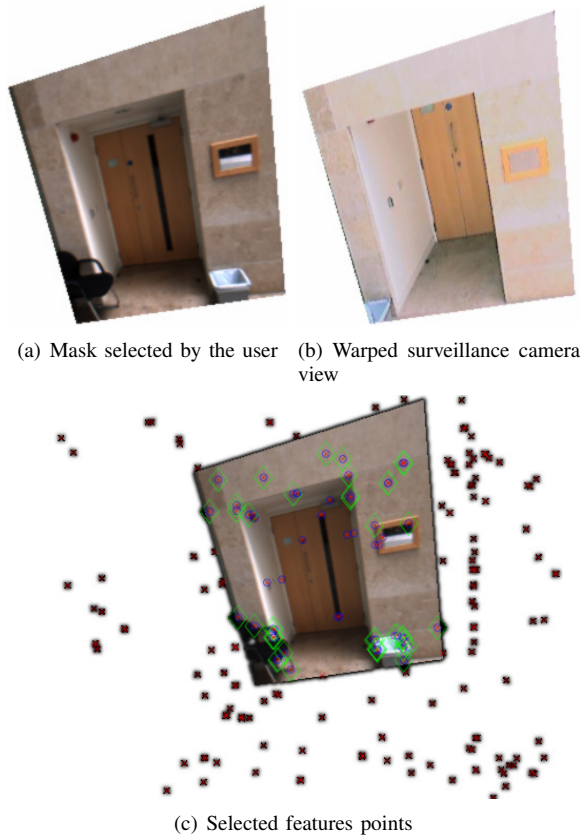 (a) Mask selected by the user
(b) Warped surveillance camera
view
(c) Selected features points